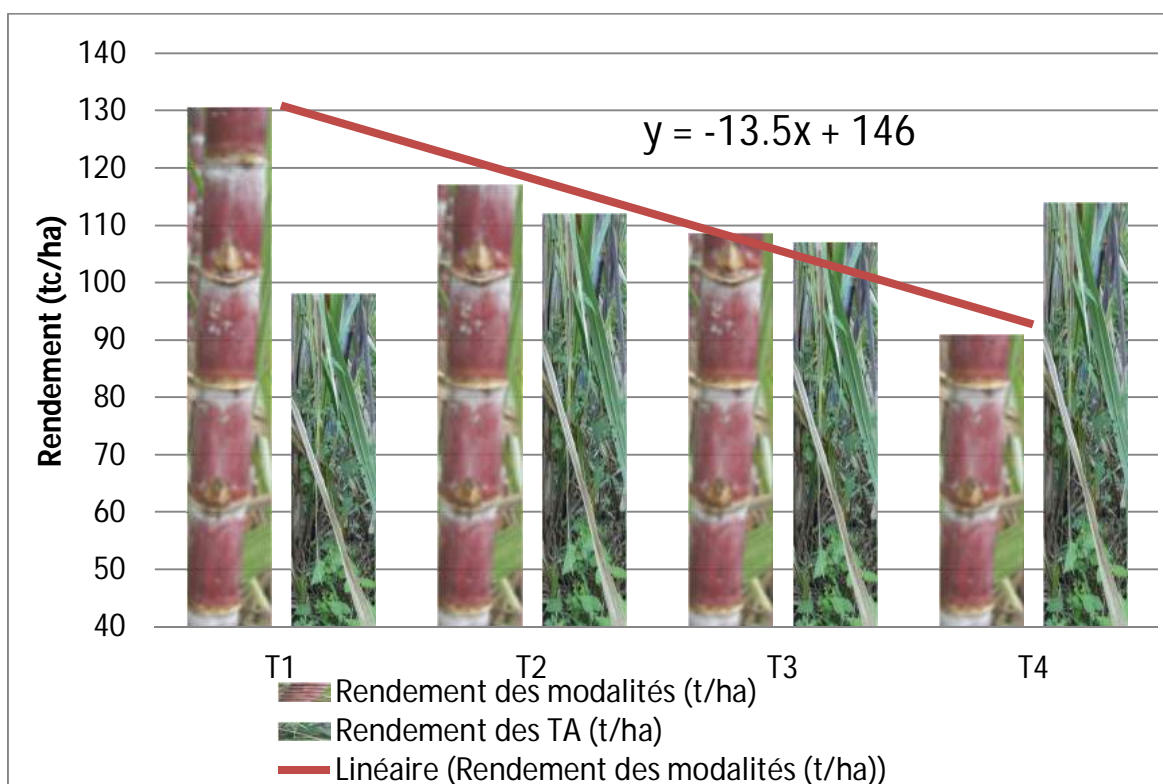 140
130
120
110
100
90
80
70
60
50
40
Rendement (tc/ha)
y = -13.5x + 146
T1 T2 T3 T4
Rendement des modalités (t/ha)
Rendement des TA (t/ha)
Linéaire (Rendement des modalités (t/ha))